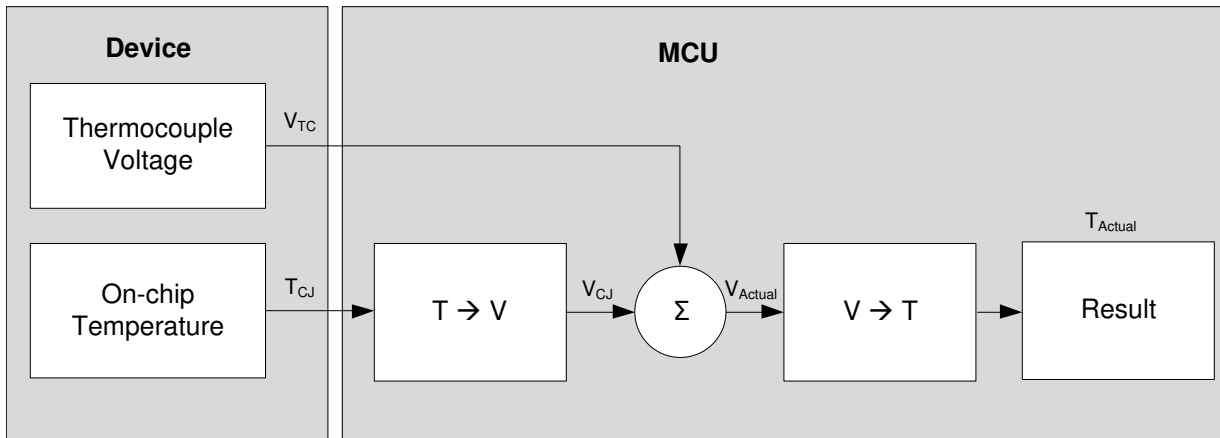 Device
MCU
Thermocouple
Voltage
V_TC
On-chip
Temperature
T_CJ
T → V
V_CJ
Σ
V_Actual
V → T
T_Actual
Result